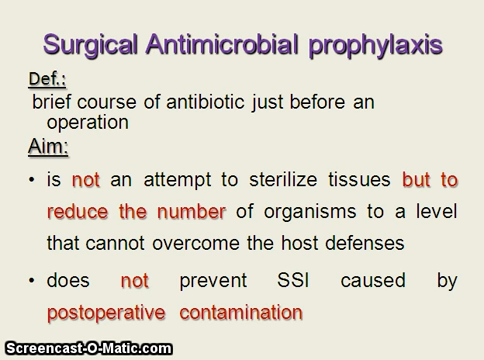 Surgical Antimicrobial prophylaxis
Def.:
brief course of antibiotic just before an
operation
Aim:
• is not an attempt to sterilize tissues but to
reduce the number of organisms to a level
that cannot overcome the host defenses
• does not prevent SSI caused by
postoperative contamination
Screencast-O-Matic.com